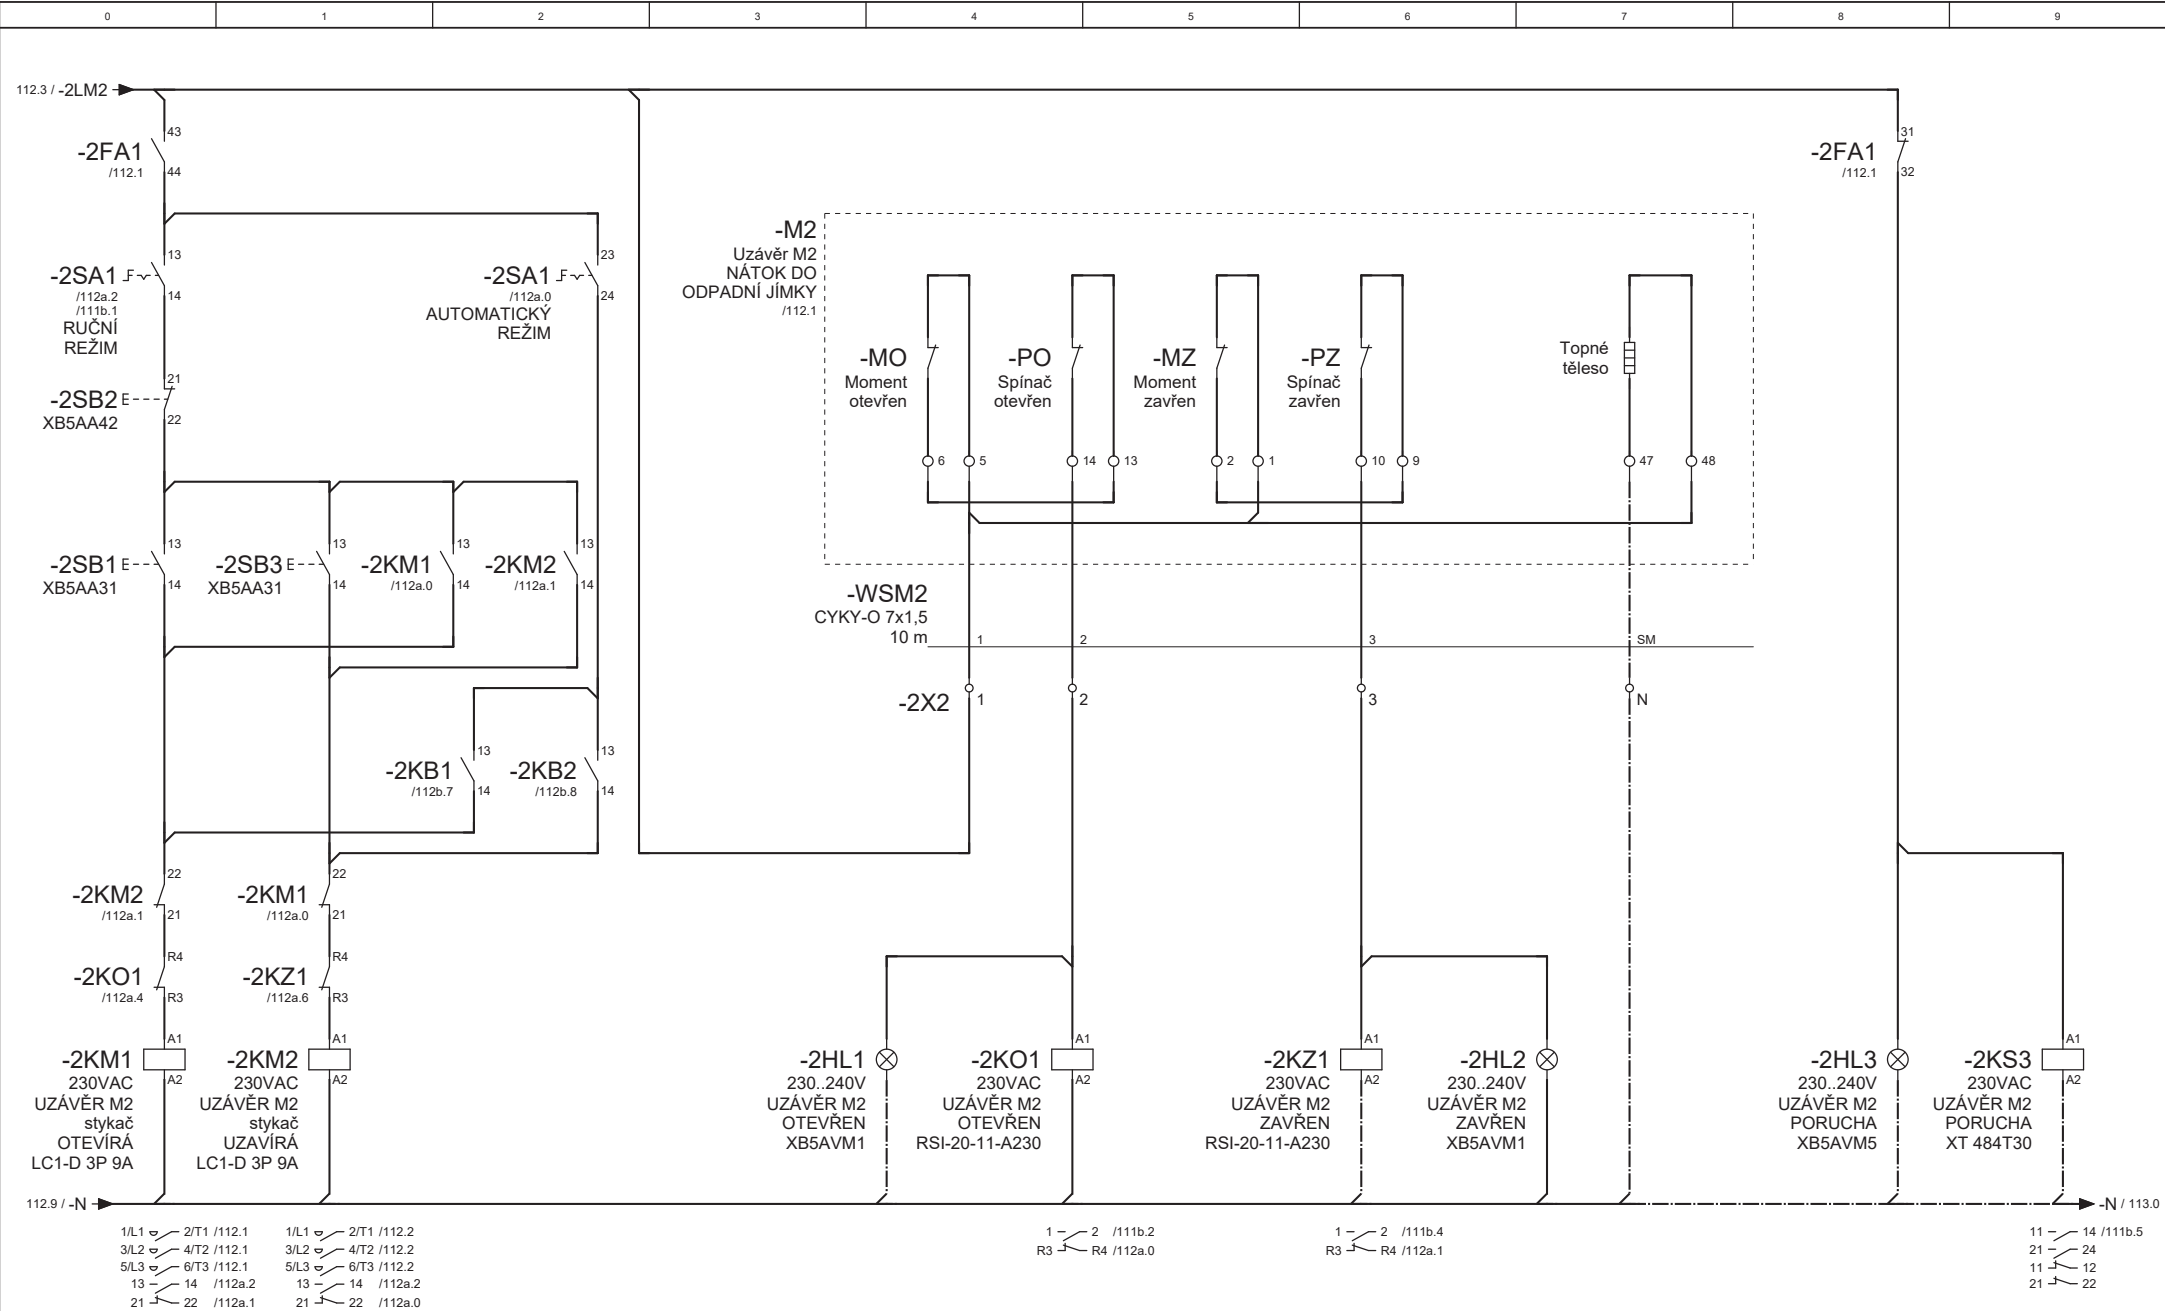 0 1 2 3 4 5 6 7 8 9
112.3 / -2LM2
43
-2FA1
/112.1
44
31
-2FA1
/112.1
32
13
-2SA1
/112a.2
14
/111b.1
RUČNÍ
REŽIM
23
-2SA1
/112a.0
24
AUTOMATICKÝ
REŽIM
-M2
Uzávěr M2
NÁTOK DO
ODPADNÍ JÍMKY
/112.1
-MO
Moment
otevřen
-PO
Spínač
otevřen
-MZ
Moment
zavřen
-PZ
Spínač
zavřen
Topné
těleso
6 5 14 13 2 1 10 9 47 48
21
-2SB2 E
XB5AA42
22
13
-2SB1 E
XB5AA31
14
13
-2SB3 E
XB5AA31
14
13
-2KM1
/112a.0
14
13
-2KM2
/112a.1
14
-WSM2
CYKY-O 7x1,5
10 m
1 2 3 SM
-2X2 1 2 3 N
13
-2KB1
/112b.7
14
13
-2KB2
/112b.8
14
22
-2KM2
/112a.1
21
22
-2KM1
/112a.0
21
R4
-2KO1
/112a.4
R3
R4
-2KZ1
/112a.6
R3
A1
-2KM1
A2
230VAC
UZÁVĚR M2
stykač
OTEVÍRÁ
LC1-D 3P 9A
A1
-2KM2
A2
230VAC
UZÁVĚR M2
stykač
UZAVÍRÁ
LC1-D 3P 9A
-2HL1
230..240V
UZÁVĚR M2
OTEVŘEN
XB5AVM1
A1
-2KO1
A2
230VAC
UZÁVĚR M2
OTEVŘEN
RSI-20-11-A230
A1
-2KZ1
A2
230VAC
UZÁVĚR M2
ZAVŘEN
RSI-20-11-A230
-2HL2
230..240V
UZÁVĚR M2
ZAVŘEN
XB5AVM1
-2HL3
230..240V
UZÁVĚR M2
PORUCHA
XB5AVM5
A1
-2KS3
A2
230VAC
UZÁVĚR M2
PORUCHA
XT 484T30
112.9 / -N
-N / 113.0
1/L1 2/T1 /112.1
3/L2 4/T2 /112.1
5/L3 6/T3 /112.1
13 14 /112a.2
21 22 /112a.1
1/L1 2/T1 /112.2
3/L2 4/T2 /112.2
5/L3 6/T3 /112.2
13 14 /112a.2
21 22 /112a.0
1 2 /111b.2
R3 R4 /112a.0
1 2 /111b.4
R3 R4 /112a.1
11 14 /111b.5
21 24
11 12
21 22